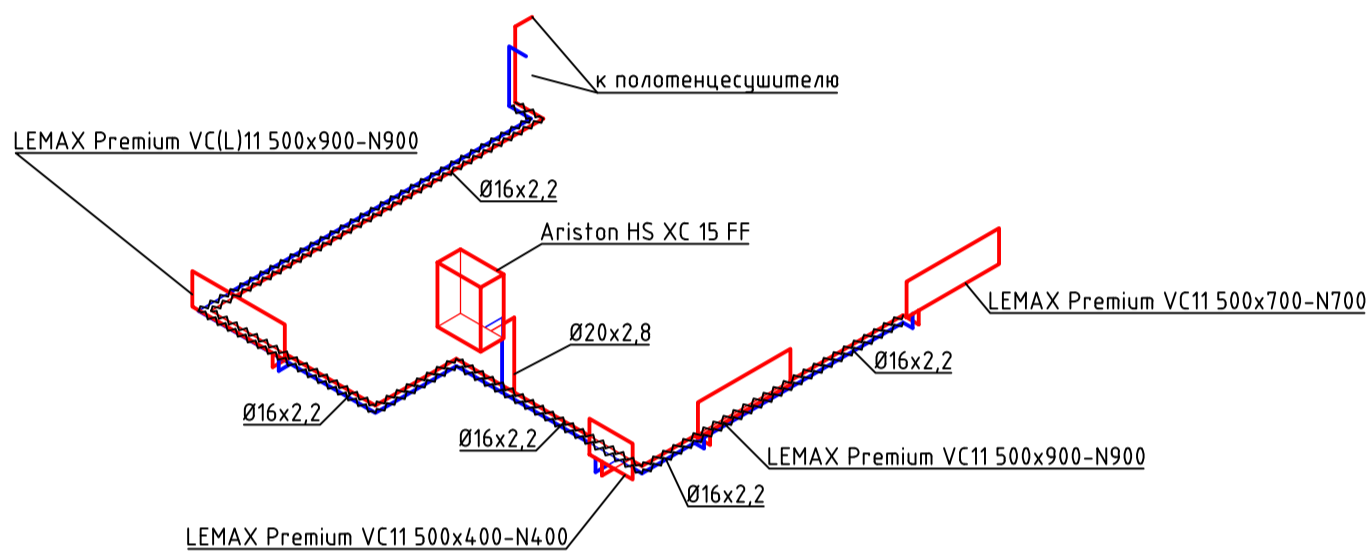 к полотенцесушителю
LEMAX Premium VC(L)11 500x900-N900
Ø16x2,2
Ariston HS XC 15 FF
LEMAX Premium VC11 500x700-N700
Ø20x2,8
Ø16x2,2
Ø16x2,2
Ø16x2,2
LEMAX Premium VC11 500x900-N900
Ø16x2,2
LEMAX Premium VC11 500x400-N400